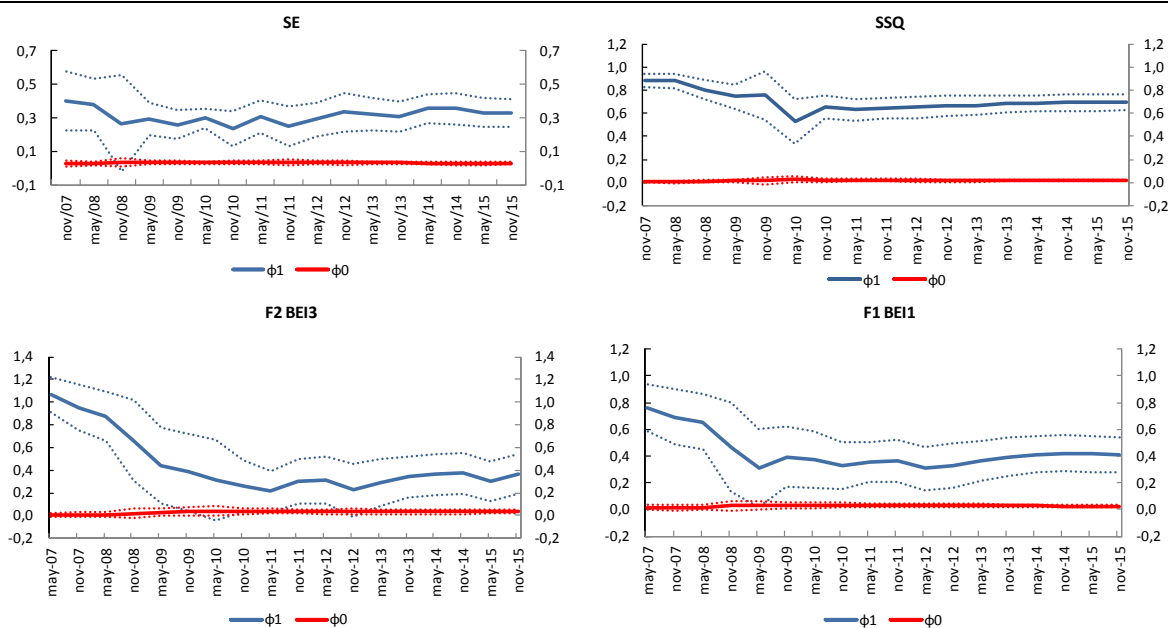 SE
0,7 0,7
0,5 0,5
0,3 0,3
0,1 0,1
-0,1 -0,1
nov/07 may/08 nov/08 may/09 nov/09 may/10 nov/10 may/11 nov/11 may/12 nov/12 may/13 nov/13 may/14 nov/14 may/15 nov/15
ϕ1 ϕ0
SSQ
1,2 1,2
1,0 1,0
0,8 0,8
0,6 0,6
0,4 0,4
0,2 0,2
0,0 0,0
-0,2 -0,2
nov-07 may-08 nov-08 may-09 nov-09 may-10 nov-10 may-11 nov-11 may-12 nov-12 may-13 nov-13 may-14 nov-14 may-15 nov-15
ϕ1 ϕ0
F2 BEI3
1,4 1,4
1,2 1,2
1,0 1,0
0,8 0,8
0,6 0,6
0,4 0,4
0,2 0,2
0,0 0,0
-0,2 -0,2
may-07 nov-07 may-08 nov-08 may-09 nov-09 may-10 nov-10 may-11 nov-11 may-12 nov-12 may-13 nov-13 may-14 nov-14 may-15 nov-15
ϕ1 ϕ0
F1 BEI1
1,2 1,2
1,0 1,0
0,8 0,8
0,6 0,6
0,4 0,4
0,2 0,2
0,0 0,0
-0,2 -0,2
may-07 nov-07 may-08 nov-08 may-09 nov-09 may-10 nov-10 may-11 nov-11 may-12 nov-12 may-13 nov-13 may-14 nov-14 may-15 nov-15
ϕ1 ϕ0